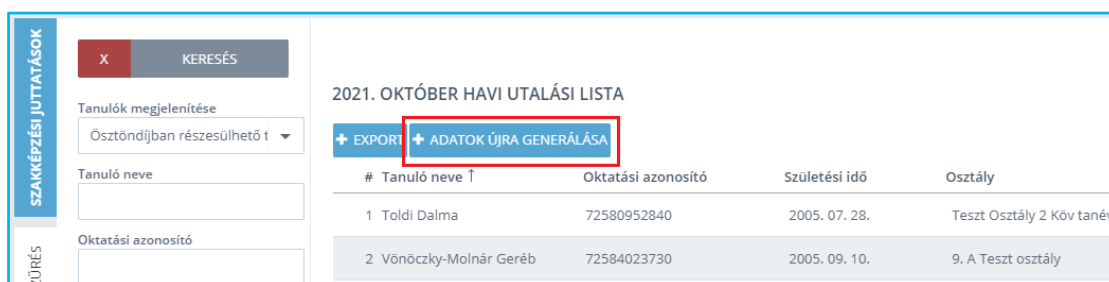 SZAKKÉPZÉSI JUTTATÁSOK
X KERESÉS
Tanulók megjelenítése
Ösztöndíjban részesülhető t
Tanuló neve
Oktatási azonosító
2021. OKTÓBER HAVI UTALÁSI LISTA
+ EXPORT + ADATOK ÚJRA GENERÁLÁSA
# Tanuló neve ↑ Oktatási azonosító Születési idő Osztály
1 Toldi Dalma 72580952840 2005. 07. 28. Teszt Osztály 2 Köv tané
2 Vönöczky-Molnár Geréb 72584023730 2005. 09. 10. 9. A Teszt osztály